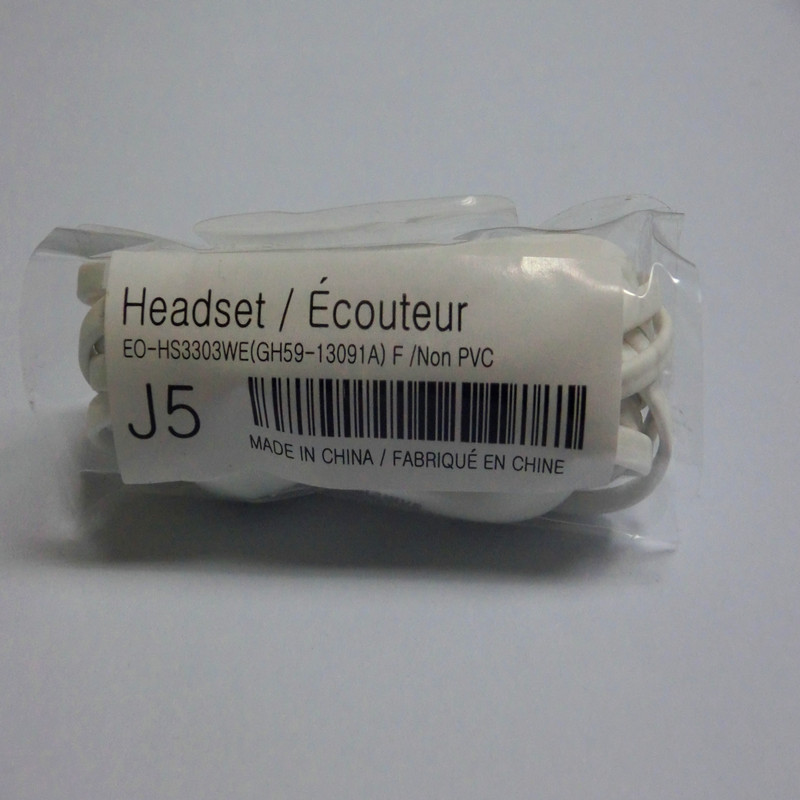 Headset / Écouteur
EO-HS3303WE(GH59-13091A) F /Non PVC
J5
MADE IN CHINA / FABRIQUÉ EN CHINE